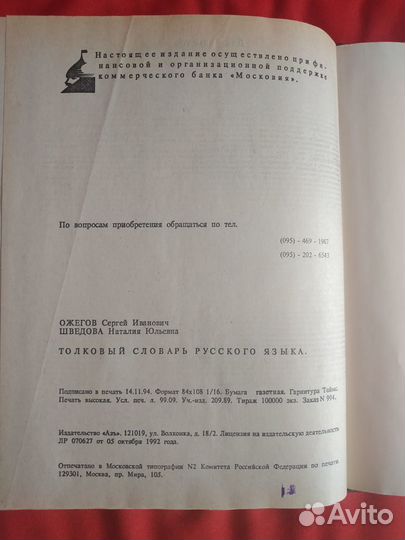 Настоящее издание осуществлено при фи-
нансовой и организационной поддержке
коммерческого банка «Московия».
По вопросам приобретения обращаться по тел.
(095) - 469 - 1967
(095) - 202 - 6543
ОЖЕГОВ Сергей Иванович
ШВЕДОВА Наталия Юльевна
ТОЛКОВЫЙ СЛОВАРЬ РУССКОГО ЯЗЫКА.
Подписано в печать 14.11.94. Формат 84х108 1/16. Бумага газетная. Гарнитура Таймс.
Печать высокая. Усл. печ. л. 99.09. Уч.-изд. 209.89. Тираж 100000 экз. Заказ N 994.
Издательство «Азъ». 121019, ул. Волхонка, д. 18/2. Лицензия на издательскую деятельность
ЛР 070627 от 05 октября 1992 года.
Отпечатано в Московской типографии N2 Комитета Российской Федерации по печати.
129301, Москва, пр. Мира, 105.
Avito